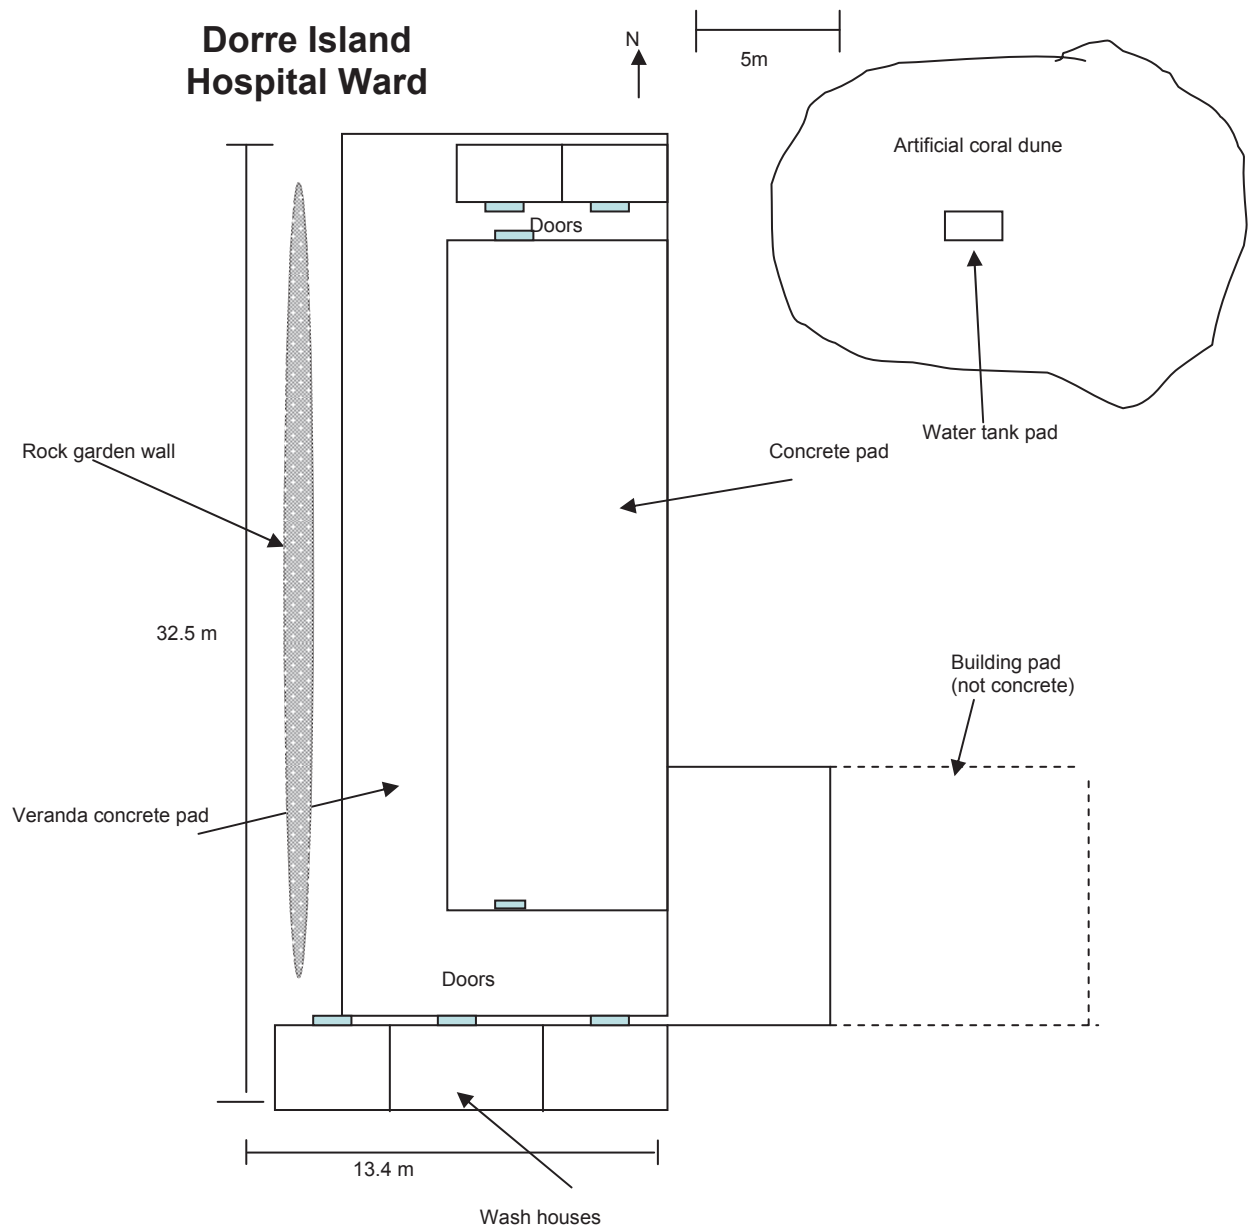 Dorre Island
Hospital Ward
N
5m
Artificial coral dune
Doors
Water tank pad
Rock garden wall
Concrete pad
32.5 m
Building pad
(not concrete)
Veranda concrete pad
Doors
13.4 m
Wash houses